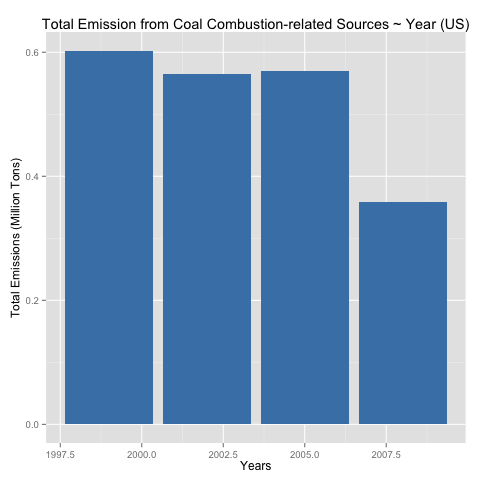 Total Emission from Coal Combustion-related Sources ~ Year (US)
Total Emissions (Million Tons)
0.6
0.4
0.2
0.0
1997.5 2000.0 2002.5 2005.0 2007.5
Years